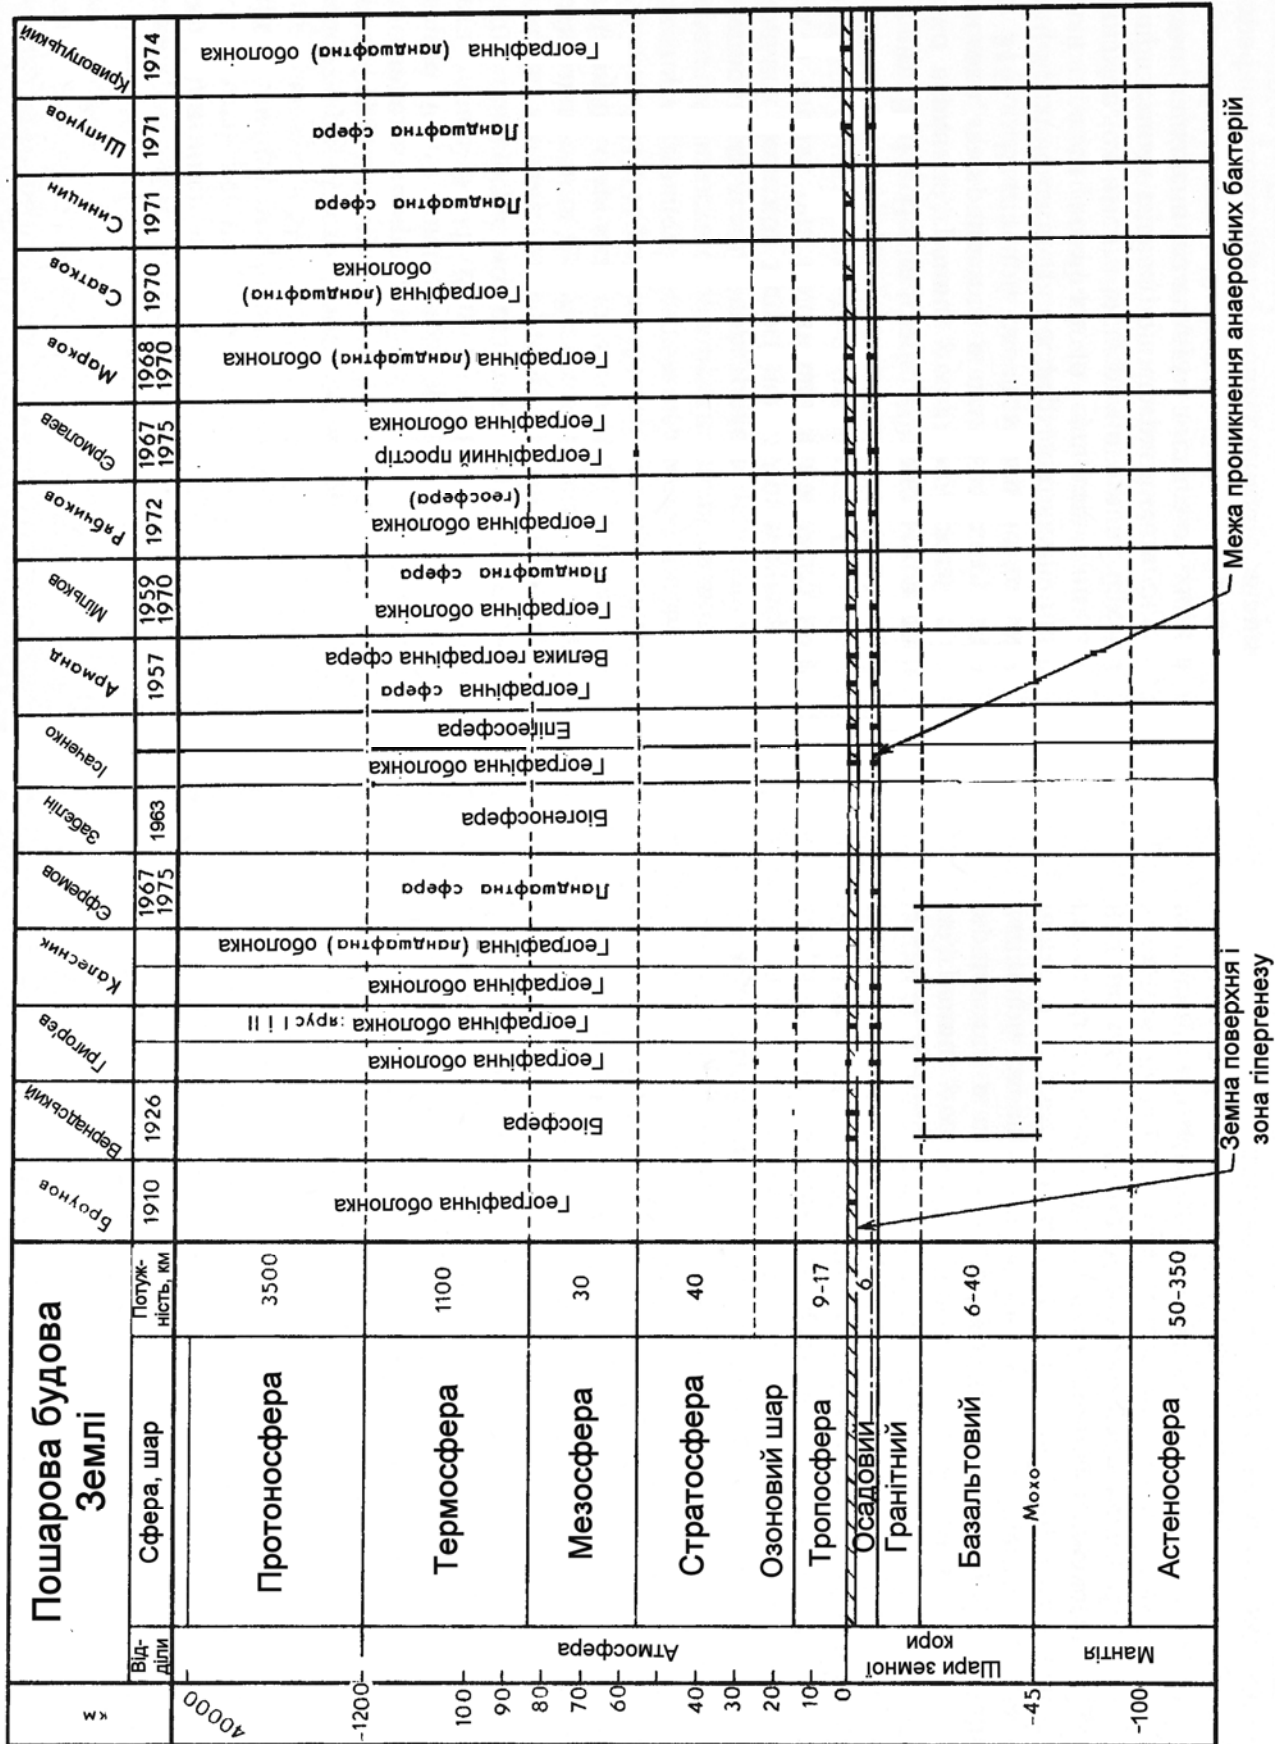 Пошарова будова
Землі
км
Від-
діли
Сфера, шар
Потуж-
ність, км
Броунов
1910
Вернадський
1926
Григорєв
Калесник
Єфремов
1967
1975
Забелін
1963
Ісаченко
Арманд
1957
Мільков
1959
1970
Рябчиков
1972
Єрмолаєв
1967
1975
Марков
1968
1970
Сватков
1970
Синицин
1971
Шипунов
1971
Криволуцький
1974
40000
Атмосфера
Протоносфера
3500
Географічна оболонка
Біосфера
Географічна оболонка
Географічна оболонка :ярус І і ІІ
Географічна оболонка
Географічна (ландшафтна) оболонка
Ландшафтна сфера
Біогеносфера
Географічна оболонка
Епігеосфера
Географічна сфера
Велика географічна сфера
Географічна оболонка
Ландшафтна сфера
Географічна оболонка
(геосфера)
Географічний простір
Географічна оболонка
Географічна (ландшафтна) оболонка
Географічна (ландшафтна)
оболонка
Ландшафтна сфера
Ландшафтна сфера
Географічна (ландшафтна) оболонка
1200
Термосфера
1100
100
90
80
Мезосфера
30
70
60
Стратосфера
40
40
30
Озоновий шар
20
Тропосфера
9-17
10
0
Шари земної
кори
Осадовий
6
Гранітний
Базальтовий
6-40
-45
Мохо
Мантія
-100
Астеносфера
50-350
Земна поверхня і
зона гіпергенезу
Межа проникнення анаеробних бактерій